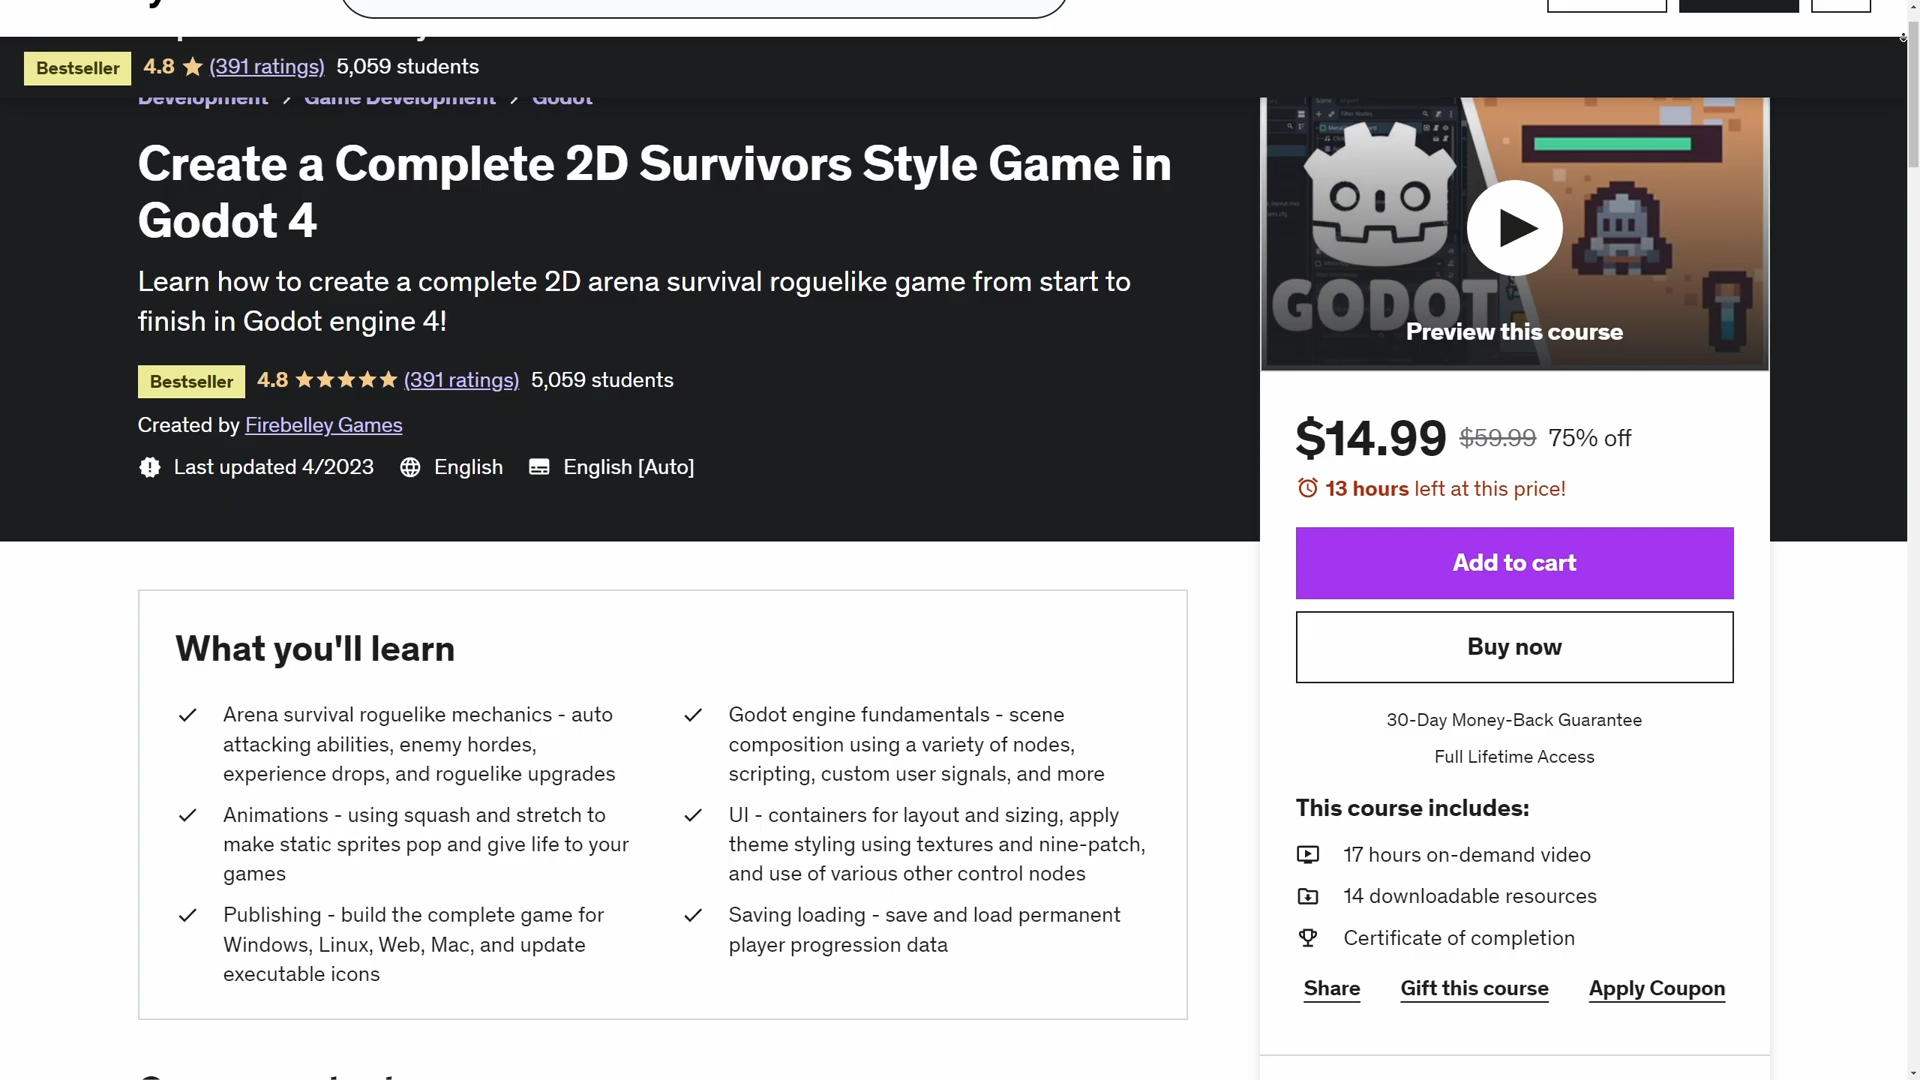 Bestseller 4.8 (391 ratings) 5,059 students
Development > Game Development > Godot
Create a Complete 2D Survivors Style Game in
Godot 4
Learn how to create a complete 2D arena survival roguelike game from start to
finish in Godot engine 4!
Bestseller 4.8 (391 ratings) 5,059 students
Created by Firebelley Games
Last updated 4/2023 English English [Auto]
GODOT
Preview this course
$14.99 $59.99 75% off
13 hours left at this price!
Add to cart
Buy now
30-Day Money-Back Guarantee
Full Lifetime Access
This course includes:
17 hours on-demand video
14 downloadable resources
Certificate of completion
Share Gift this course Apply Coupon
What you'll learn
Arena survival roguelike mechanics - auto
attacking abilities, enemy hordes,
experience drops, and roguelike upgrades
Animations - using squash and stretch to
make static sprites pop and give life to your
games
Publishing - build the complete game for
Windows, Linux, Web, Mac, and update
executable icons
Godot engine fundamentals - scene
composition using a variety of nodes,
scripting, custom user signals, and more
UI - containers for layout and sizing, apply
theme styling using textures and nine-patch,
and use of various other control nodes
Saving loading - save and load permanent
player progression data